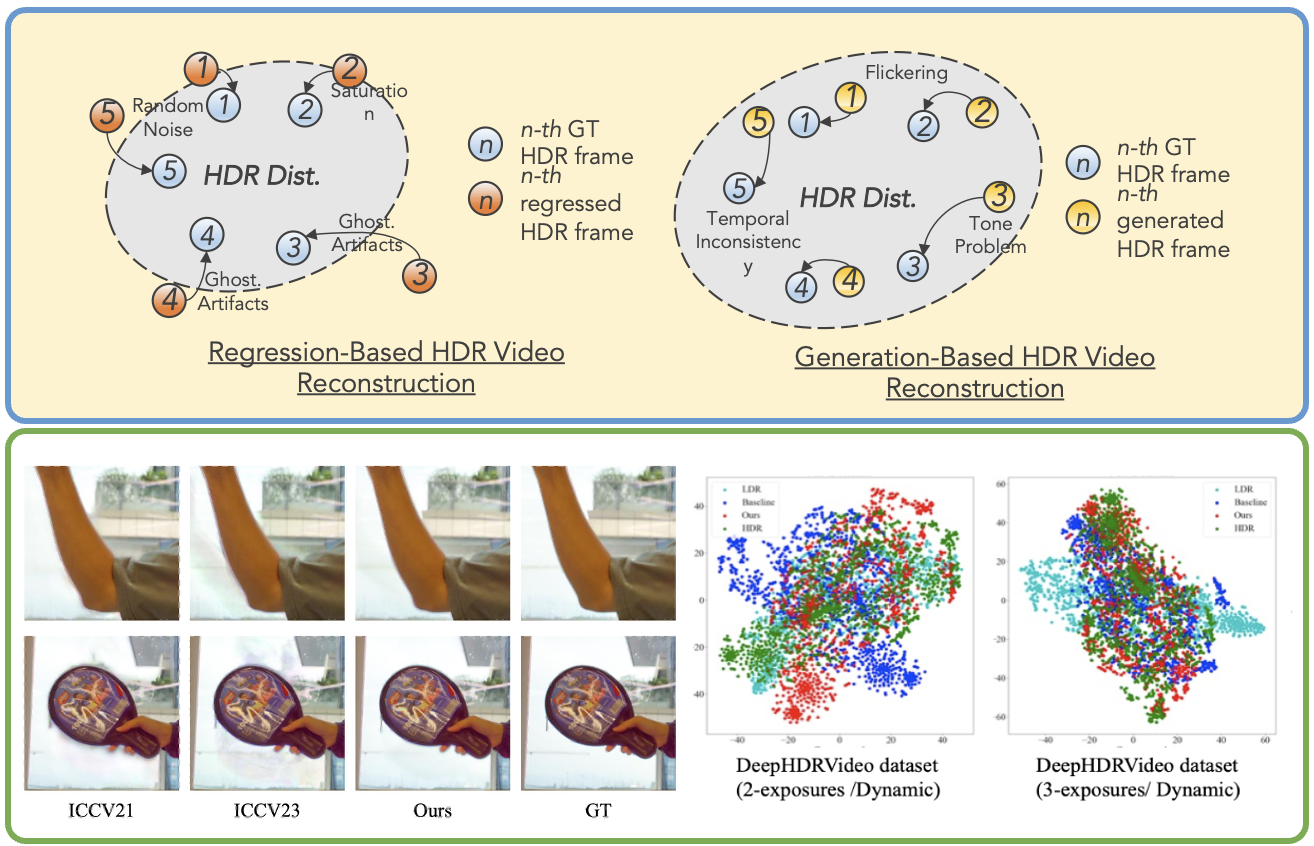 1
2
Random
Noise
1
2
Saturatio
n
5
5
HDR Dist.
4
3
Ghost.
Artifacts
3
4
Ghost.
Artifacts
n
n-th GT
HDR frame
n
n-th
regressed
HDR frame
Regression-Based HDR Video
Reconstruction
Flickering
1
2
5
1
2
5
HDR Dist.
3
Temporal
Inconsistenc
y
Tone
Problem
3
4
4
n
n-th GT
HDR frame
n
n-th
generated
HDR frame
Generation-Based HDR Video
Reconstruction
ICCV21
ICCV23
Ours
GT
LDR
Baseline
Ours
HDR
40
20
0
20
40
−40
−20
0
20
40
DeepHDRVideo dataset
(2-exposures /Dynamic)
LDR
Baseline
Ours
HDR
60
40
20
0
−20
−40
−60
−40
−20
0
20
40
60
DeepHDRVideo dataset
(3-exposures/ Dynamic)